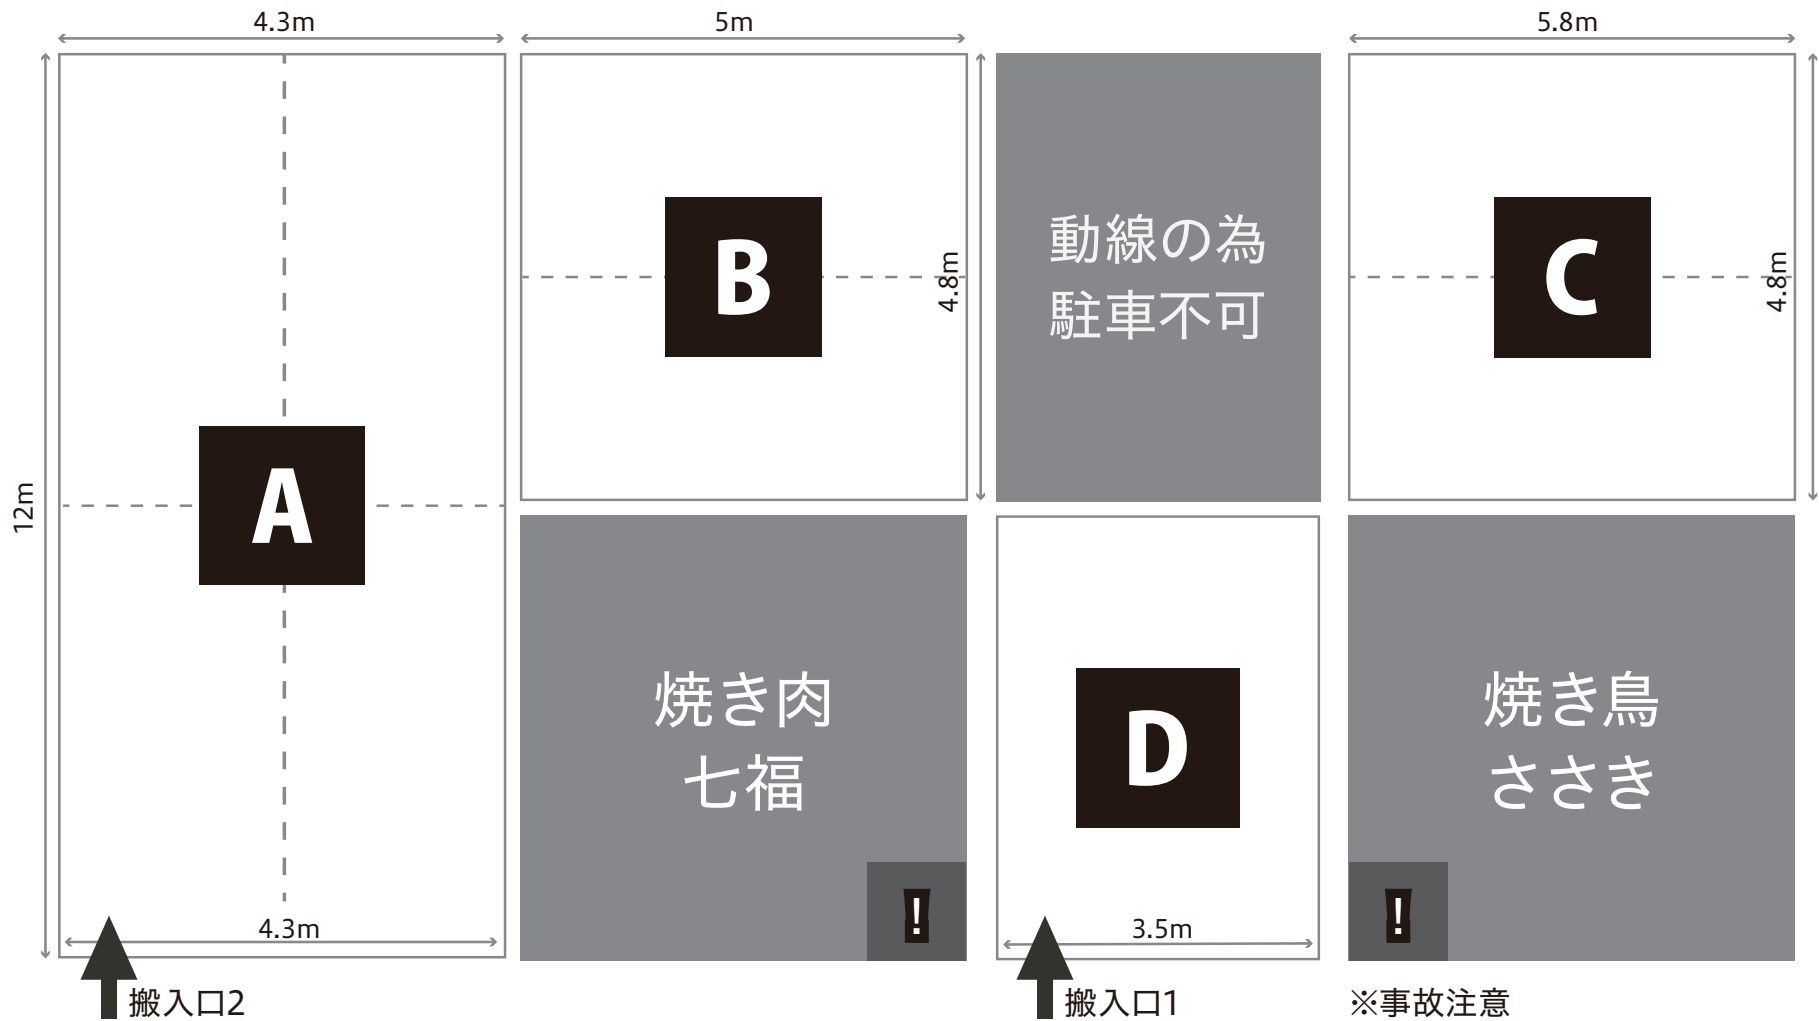 4.3m
5m
5.8m
A
B
C
D
動線の為
駐車不可
4.8m
4.8m
12m
焼き肉
七福
焼き鳥
ささき
!
!
4.3m
3.5m
搬入口2
搬入口1
※事故注意